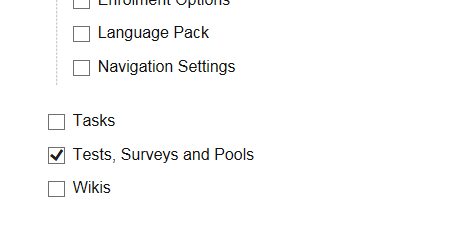 Enrolment Options
Language Pack
Navigation Settings
Tasks
Tests, Surveys and Pools
Wikis